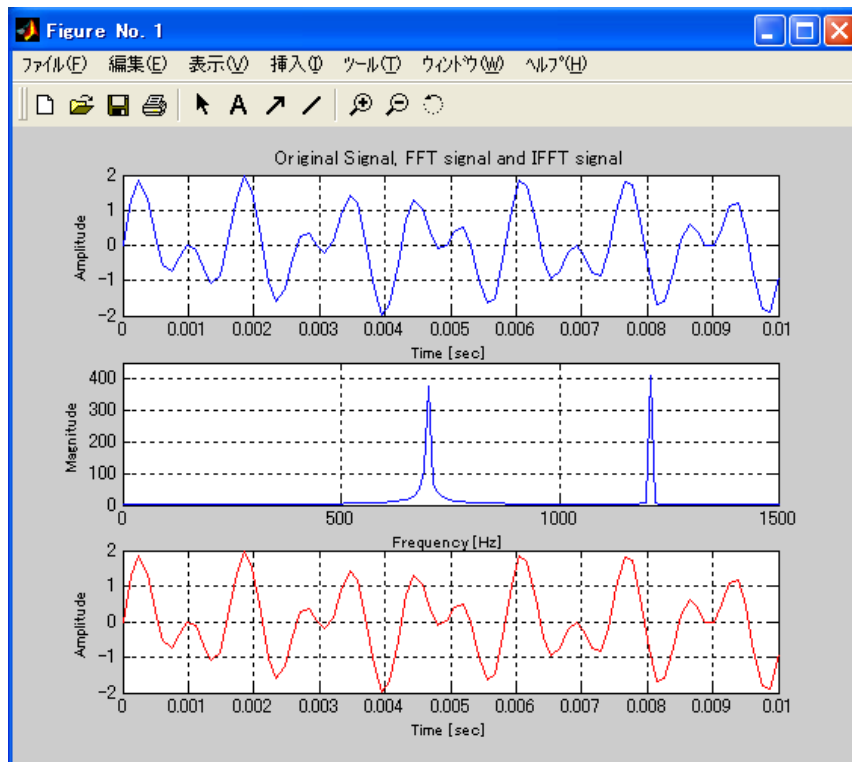 Figure No. 1
ファイル(F) 編集(E) 表示(V) 挿入(I) ツール(T) ウィンドウ(W) ヘルプ(H)
A
Original Signal, FFT signal and IFFT signal
Amplitude
2
1
0
−1
−2
0 0.001 0.002 0.003 0.004 0.005 0.006 0.007 0.008 0.009 0.01
Time [sec]
Magnitude
400
300
200
100
0
0 500 1000 1500
Frequency [Hz]
Amplitude
2
1
0
−1
−2
0 0.001 0.002 0.003 0.004 0.005 0.006 0.007 0.008 0.009 0.01
Time [sec]